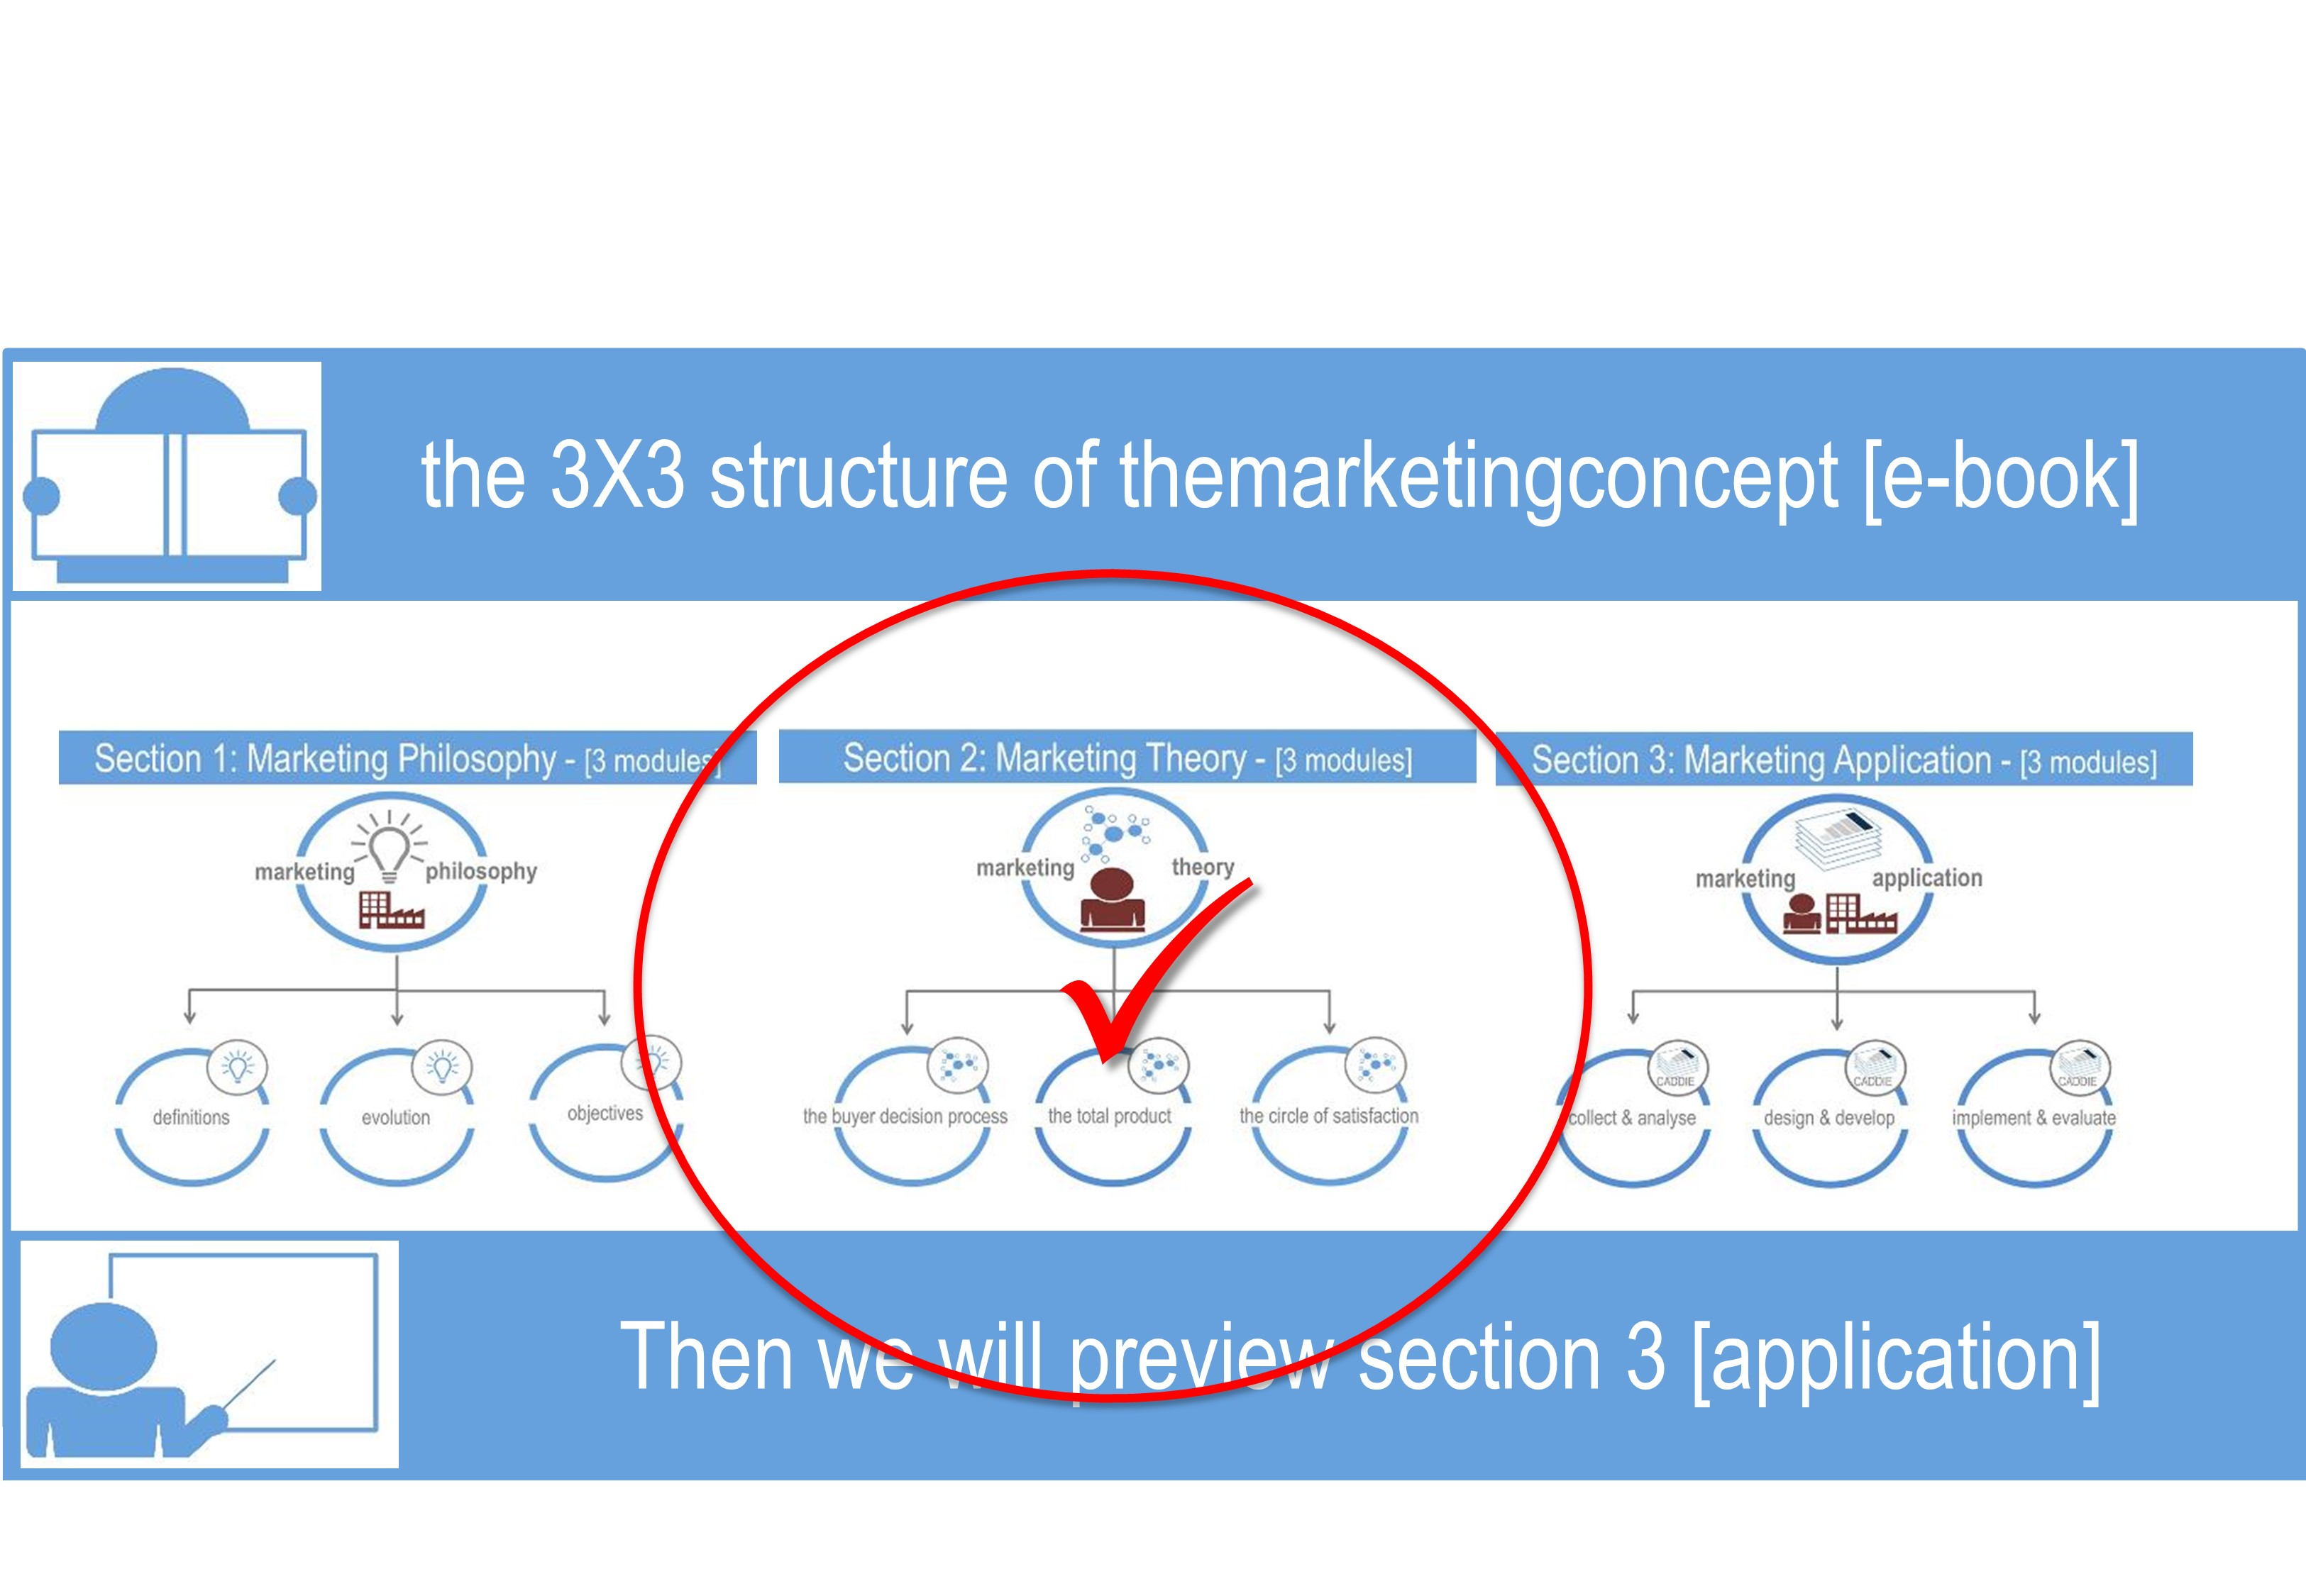 the 3X3 structure of themarketingconcept [e-book]
Section 1: Marketing Philosophy - [3 modules]
marketing philosophy
definitions
evolution
objectives
Section 2: Marketing Theory - [3 modules]
marketing theory
the buyer decision process
the total product
the circle of satisfaction
Section 3: Marketing Application - [3 modules]
marketing application
CADDIE
collect & analyse
CADDIE
design & develop
CADDIE
implement & evaluate
Then we will preview section 3 [application]